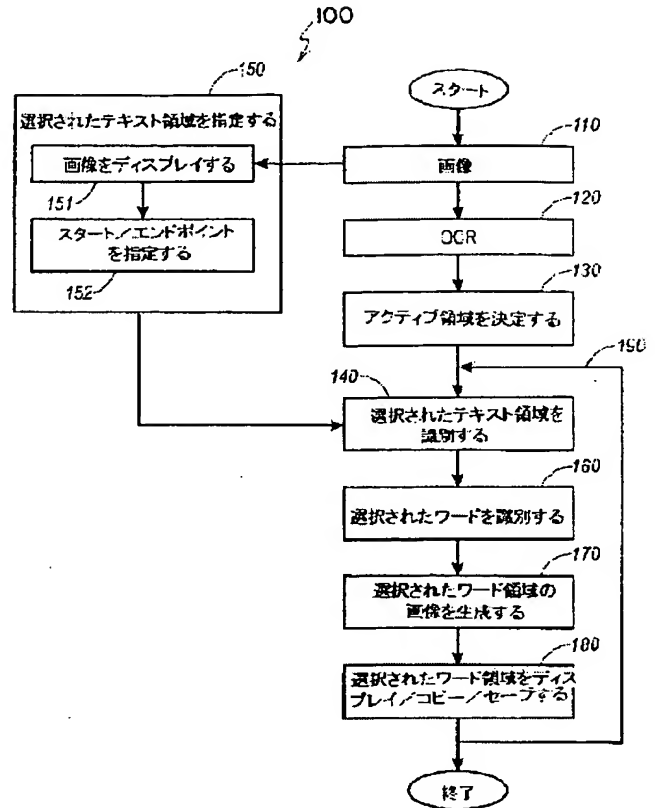 100
150
選択されたテキスト領域を指定する
画像をディスプレイする
151
スタート/エンドポイント
を指定する
152
スタート
110
画像
120
OCR
130
アクティブ領域を決定する
190
140
選択されたテキスト領域を
識別する
160
選択されたワードを識別する
170
選択されたワード領域の
画像を生成する
180
選択されたワード領域をディス
プレイ/コピー/セーブする
終了